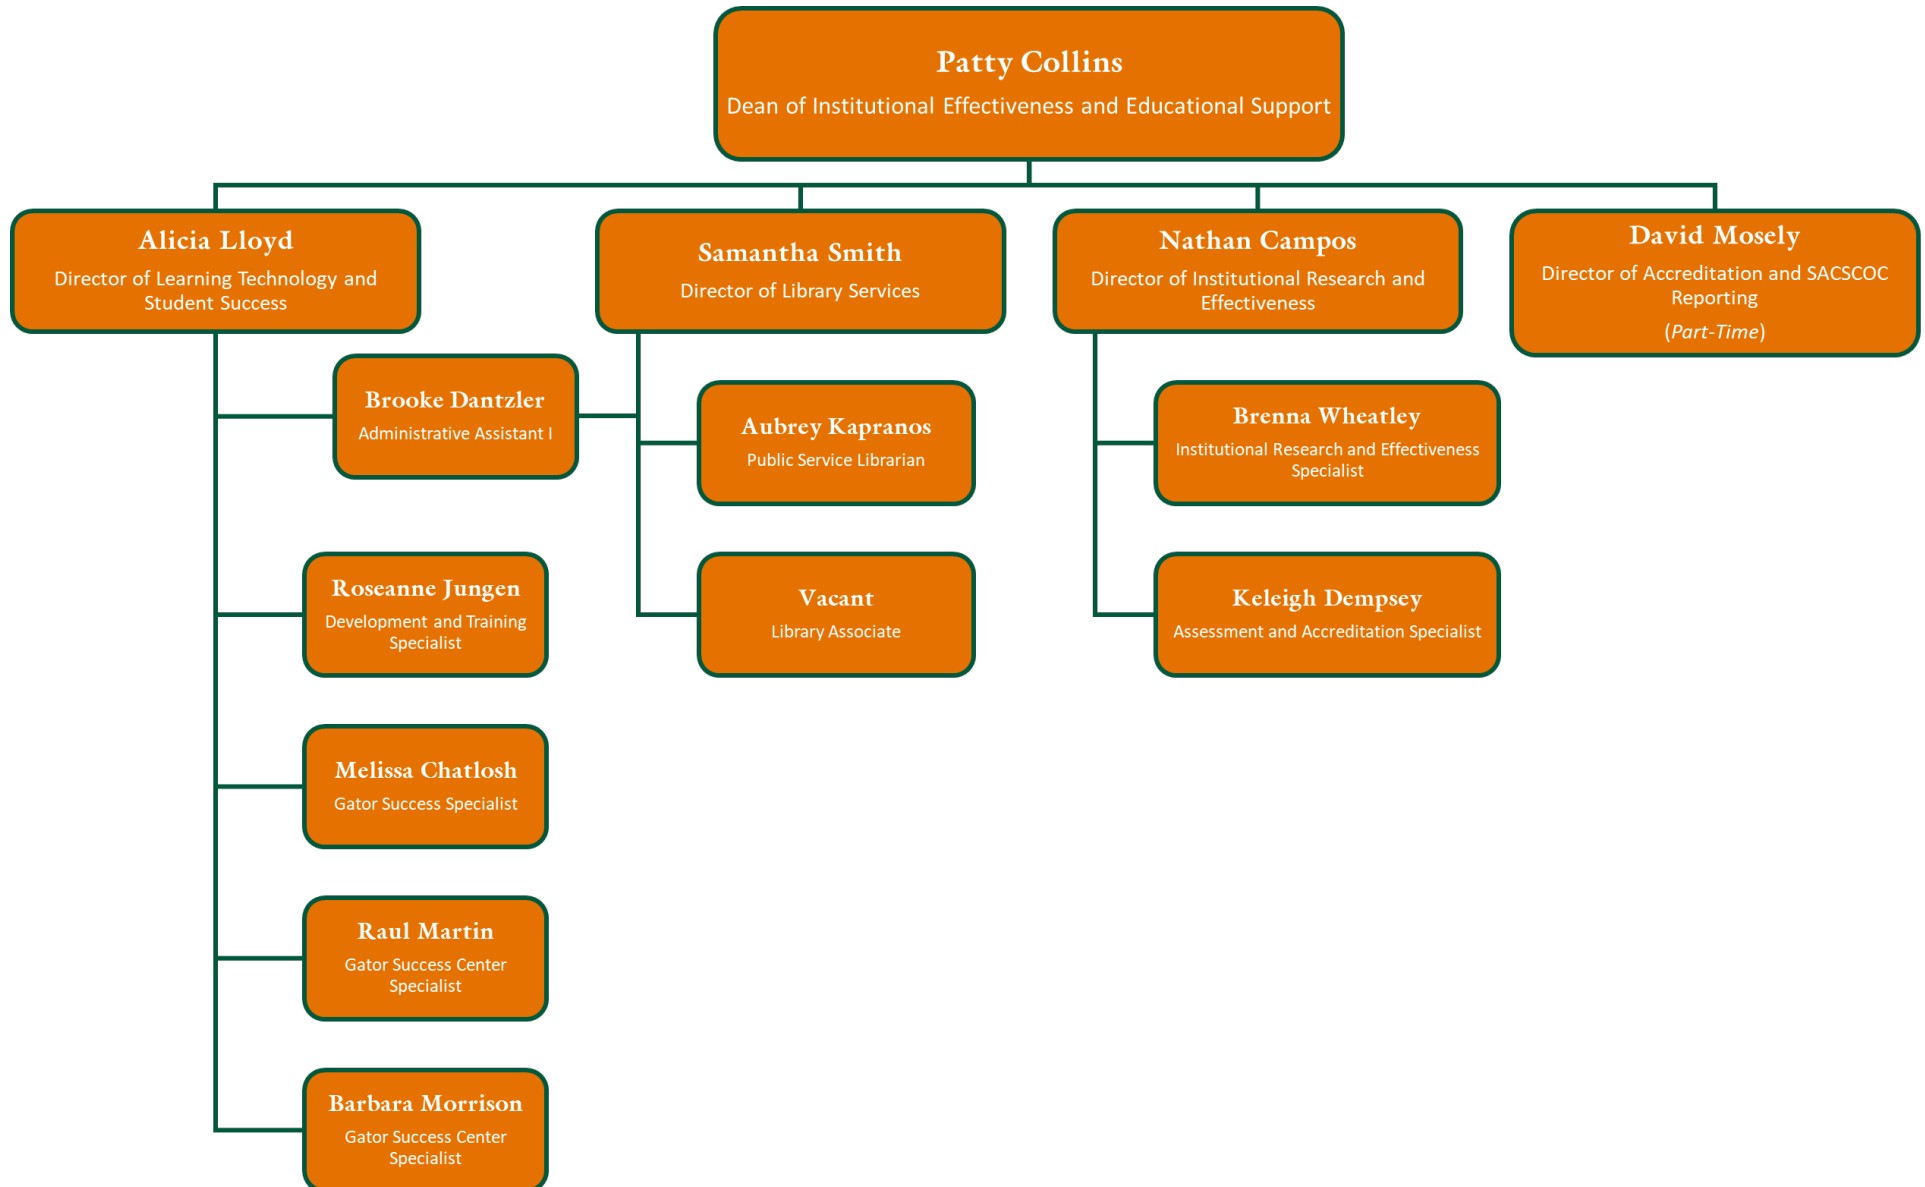 Patty Collins
Dean of Institutional Effectiveness and Educational Support
Alicia Lloyd
Director of Learning Technology and
Student Success
Samantha Smith
Director of Library Services
Nathan Campos
Director of Institutional Research and
Effectiveness
David Mosely
Director of Accreditation and SACSCOC
Reporting
(Part-Time)
Brooke Dantzler
Administrative Assistant I
Aubrey Kapranos
Public Service Librarian
Brenna Wheatley
Institutional Research and Effectiveness
Specialist
Roseanne Jungen
Development and Training
Specialist
Vacant
Library Associate
Keleigh Dempsey
Assessment and Accreditation Specialist
Melissa Chatlosh
Gator Success Specialist
Raul Martin
Gator Success Center
Specialist
Barbara Morrison
Gator Success Center
Specialist